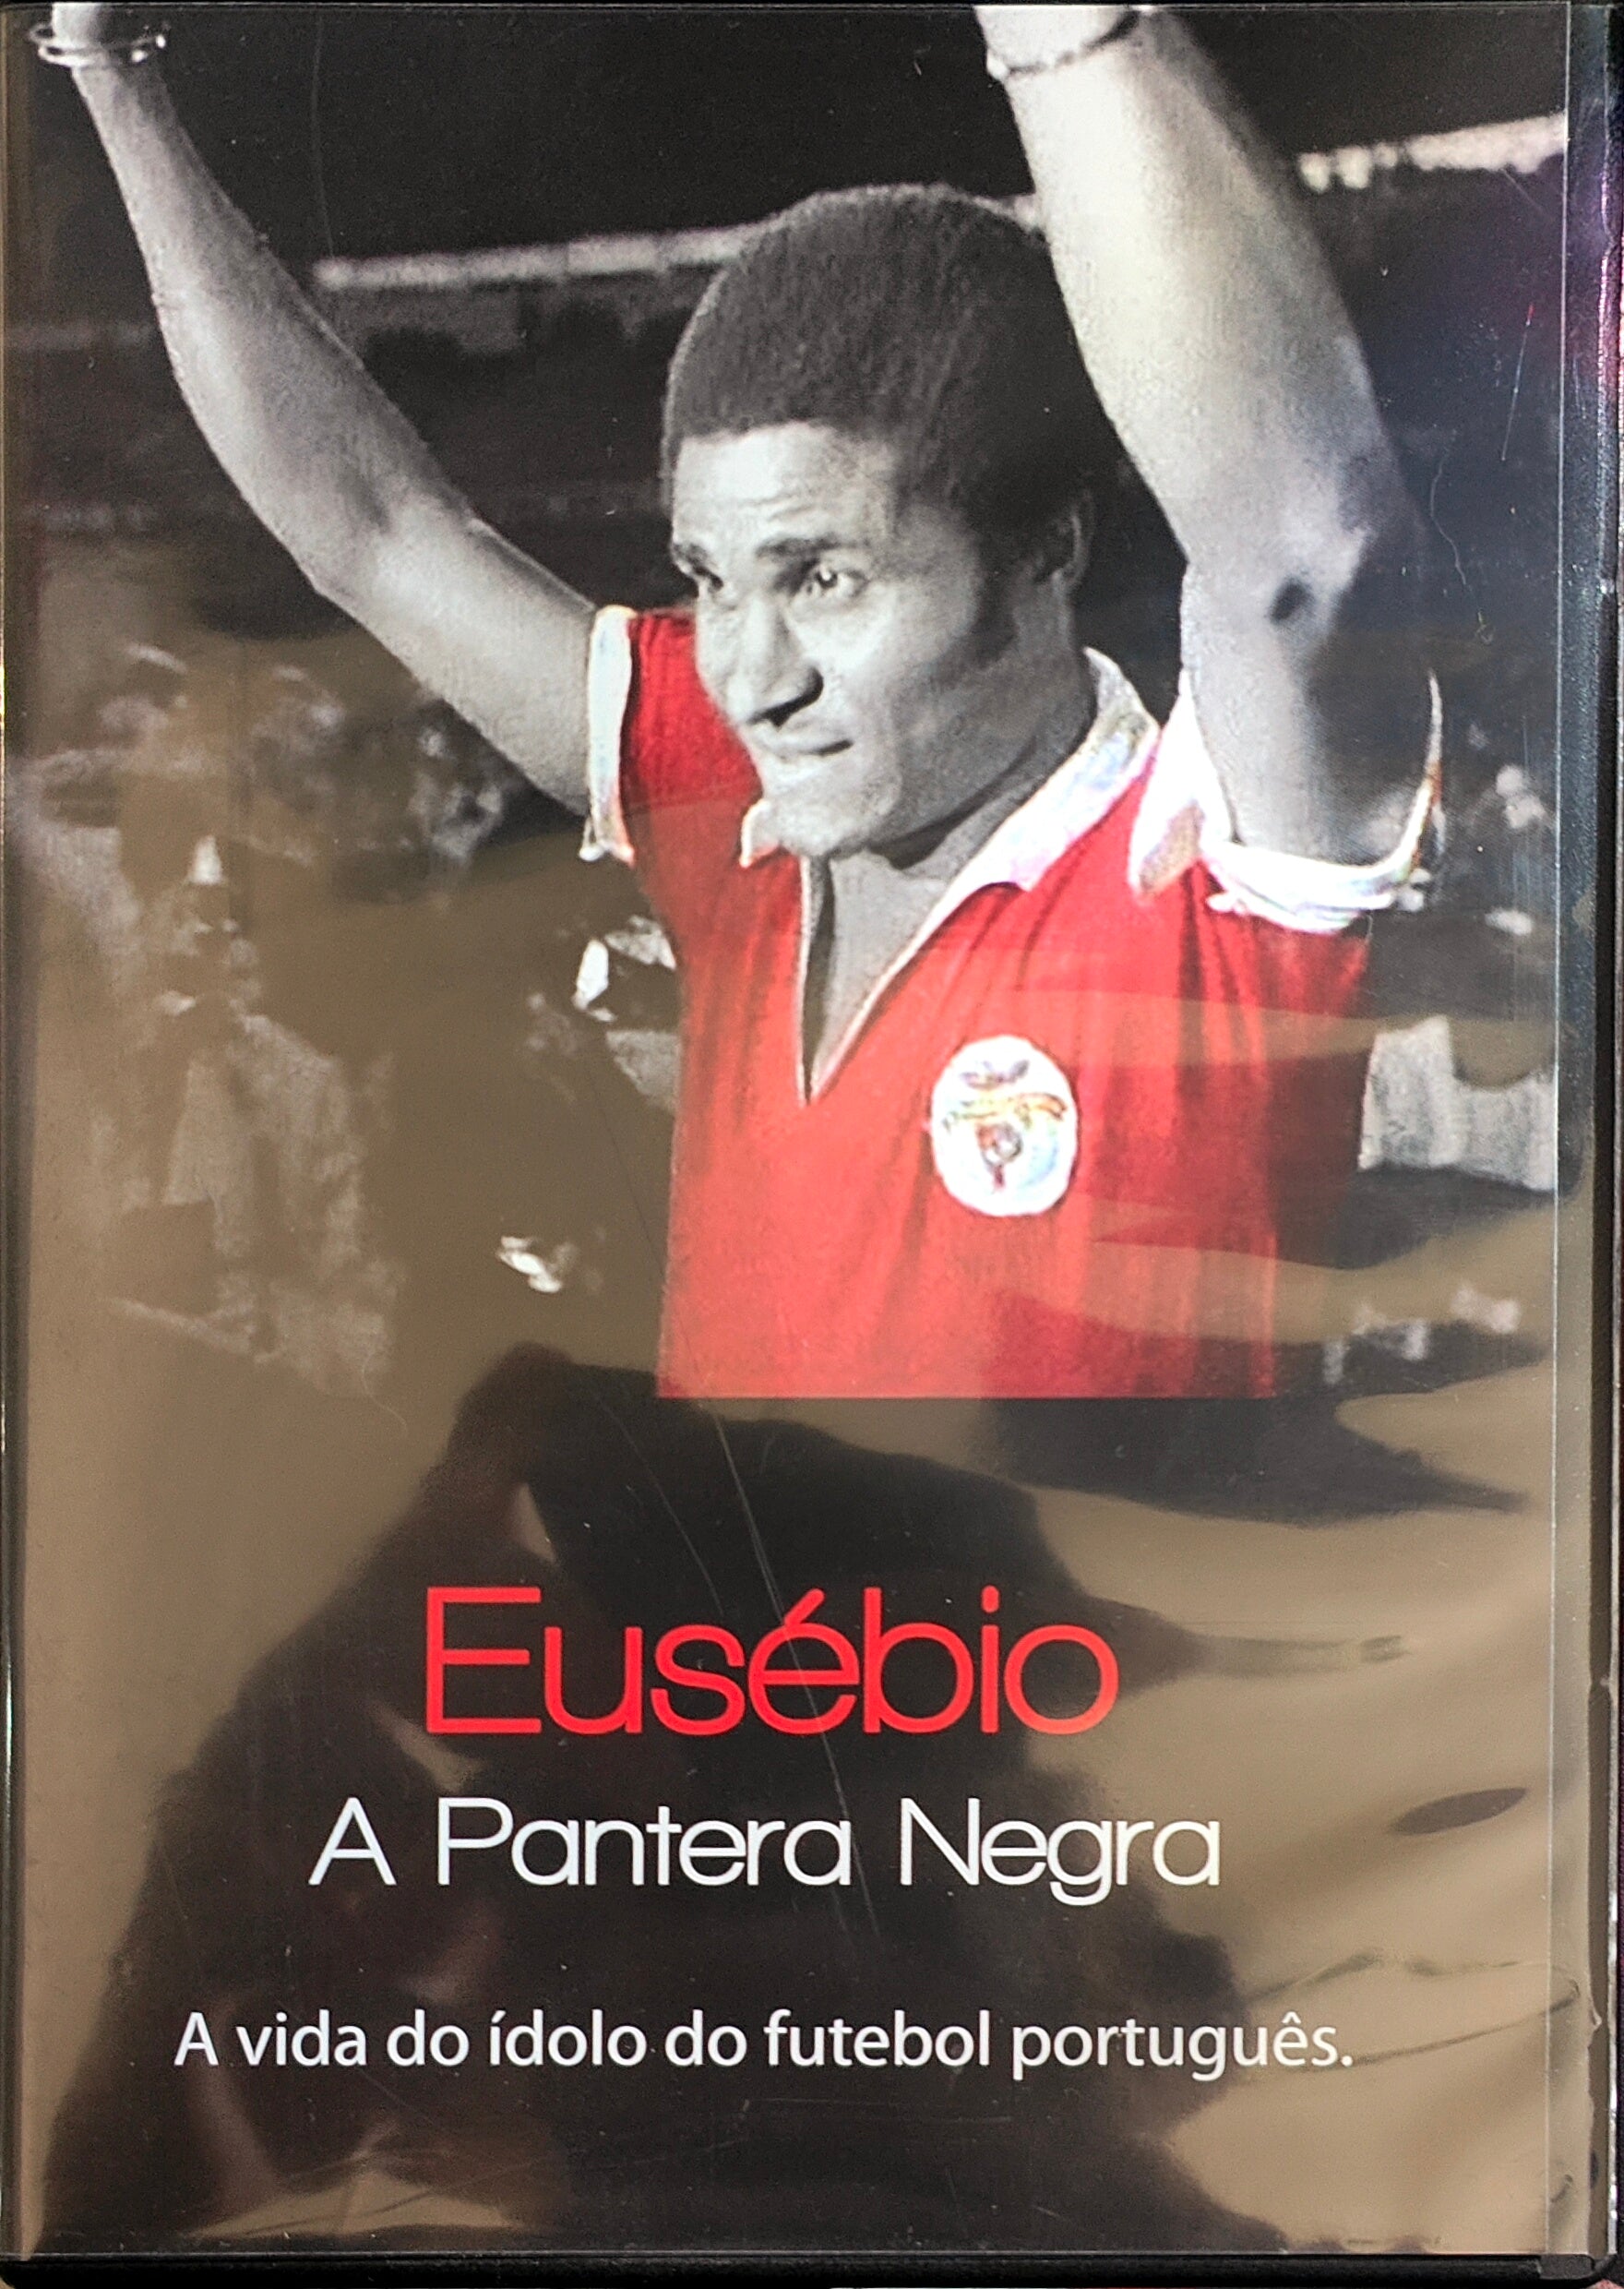 Eusébio
A Pantera Negra
A vida do ídolo do futebol português.